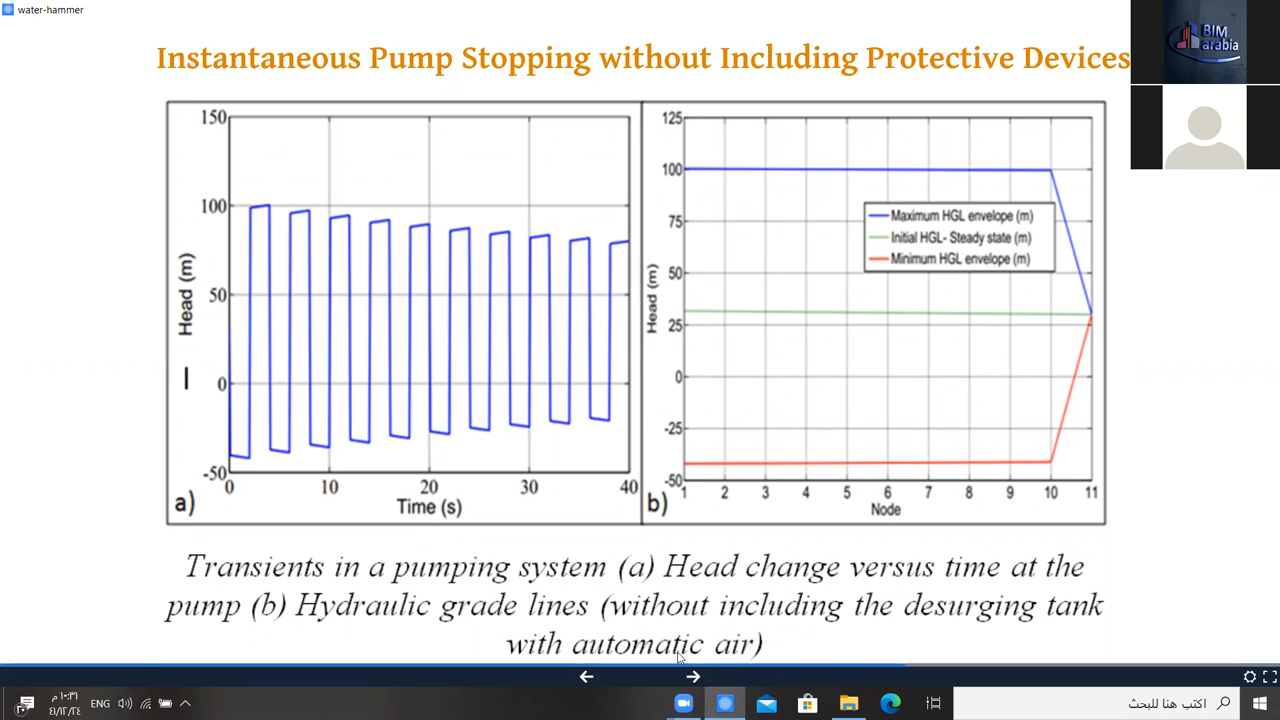 water-hammer
BIM
arabia
Instantaneous Pump Stopping without Including Protective Devices
150
100
50
0
-50
0
10
20
30
40
Head (m)
Time (s)
a)
125
100
75
50
25
0
-25
-50
1
2
3
4
5
6
7
8
9
10
11
Head (m)
Node
b)
Maximum HGL envelope (m)
Initial HGL- Steady state (m)
Minimum HGL envelope (m)
Transients in a pumping system (a) Head change versus time at the
pump (b) Hydraulic grade lines (without including the desurging tank
with automatic air)
١٠:٣١ م
ENG
اكتب هنا للبحث